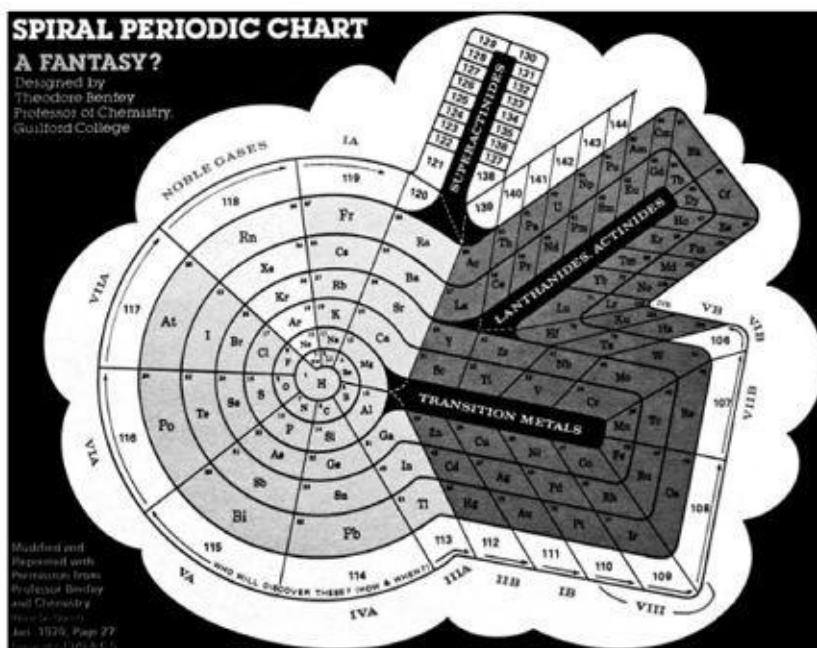 SPIRAL PERIODIC CHART
A FANTASY?
Designed by
Theodore Benfey
Professor of Chemistry,
Guilford College
NOBLE GASES
IA
VIIA
VIA
VA
IVA
IIIA
IIB
IB
VIII
VIIB
VIB
VB
SUPERACTINIDES
LANTHANIDES, ACTINIDES
TRANSITION METALS
WHO WILL DISCOVER THESE? (HOW & WHEN?)
129 130
128 131
127 132
126 133
125 134
124 135
123 136
122 137
121 138
120 139 140 141 142 143 144
119
118
117
116
115
114
113
112
111
110
109
108
107
106
Fr
Ra
Rn
Cs
Ba
Xe
Rb
Sr
Kr
K
Ca
Ar
Na
Mg
Ne
H
Be
At
I
Br
Cl
F
Po
Te
Se
S
O
Bi
Sb
As
P
N
Pb
Sn
Ge
Si
C
Tl
In
Ga
Al
B
Ac
Th
Pa
U
Np
Pu
Am
Cm
Bk
Cf
Es
Fm
Md
No
Lr
La
Ce
Pr
Nd
Pm
Sm
Eu
Gd
Tb
Dy
Ho
Er
Tm
Yb
Lu
Y
Zr
Nb
Mo
Tc
Ru
Rh
Pd
Ag
Cd
Sc
Ti
V
Cr
Mn
Fe
Co
Ni
Cu
Zn
Hf
Ta
W
Re
Os
Ir
Pt
Au
Hg
Ku
Ha
Modified and
Reprinted with
Permission from
Professor Benfey
and Chemistry
Jan. 1970, Page 27